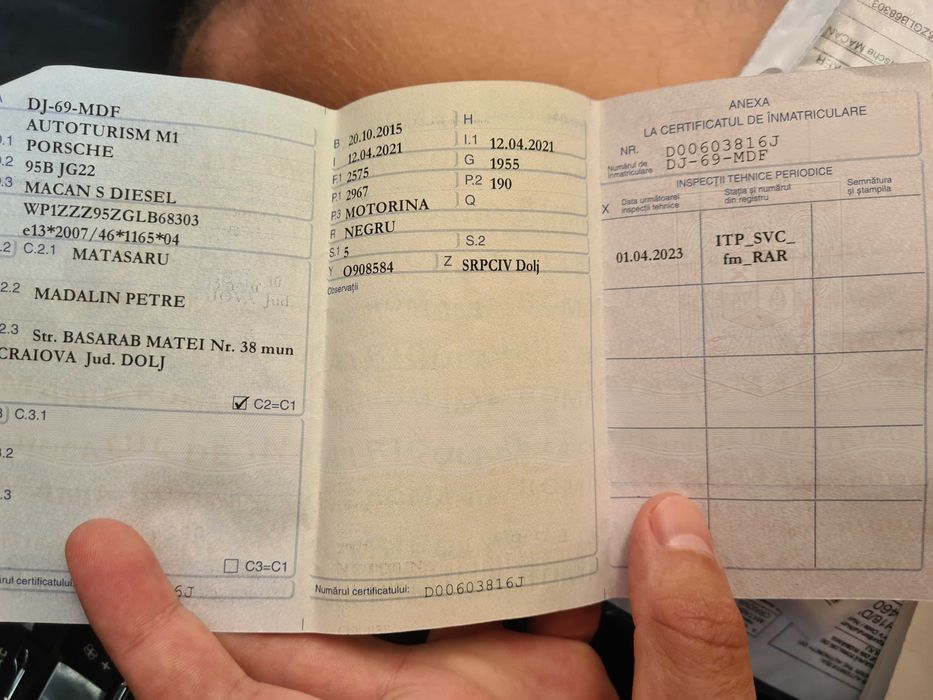 DJ-69-MDF
AUTOTURISM M1
PORSCHE
95B JG22
MACAN S DIESEL
WP1ZZZ95ZGLB68303
e13*2007/46*1165*04
C.2.1 MATASARU
MADALIN PETRE
Str. BASARAB MATEI Nr. 38 mun
CRAIOVA Jud. DOLJ
C2=C1
C.3.1
C3=C1
B 20.10.2015 H
I 12.04.2021 I.1 12.04.2021
F.1 2575 G 1955
P.1 2967 P.2 190
P.3 MOTORINA Q
R NEGRU
S.1 5 S.2
Y O908584 Z SRPCIV Dolj
Observații
Numărul certificatului: D00603816J
ANEXA
LA CERTIFICATUL DE ÎNMATRICULARE
NR. D00603816J
Numărul de înmatriculare DJ-69-MDF
INSPECȚII TEHNICE PERIODICE
X Data următoarei inspecții tehnice
Stația și numărul din registru
Semnătura și ștampila
01.04.2023 ITP_SVC_
fm_RAR